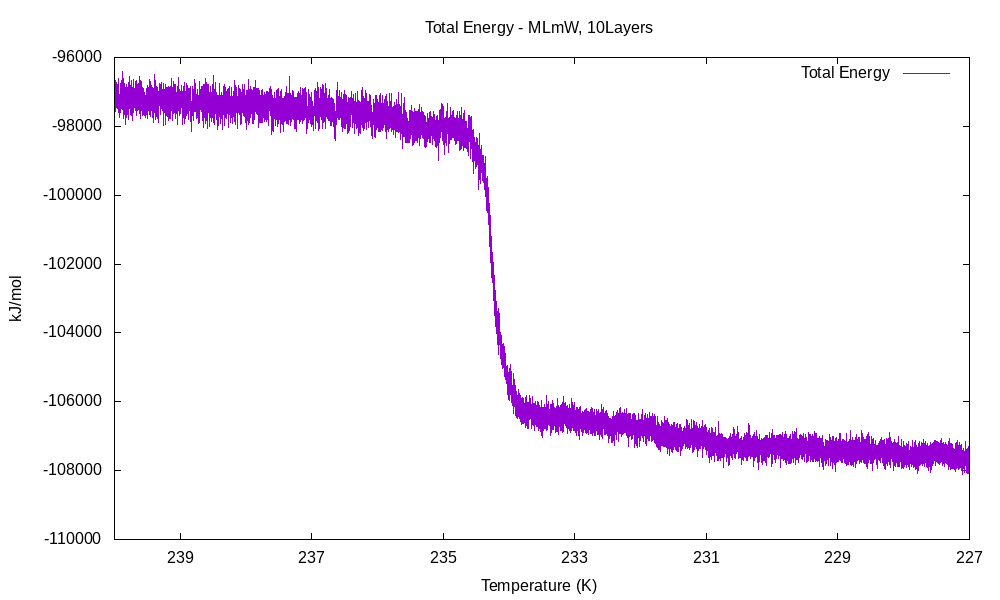 Total Energy - MLmW, 10Layers
Total Energy
-96000
-98000
-100000
-102000
-104000
-106000
-108000
-110000
kJ/mol
239 237 235 233 231 229 227
Temperature (K)